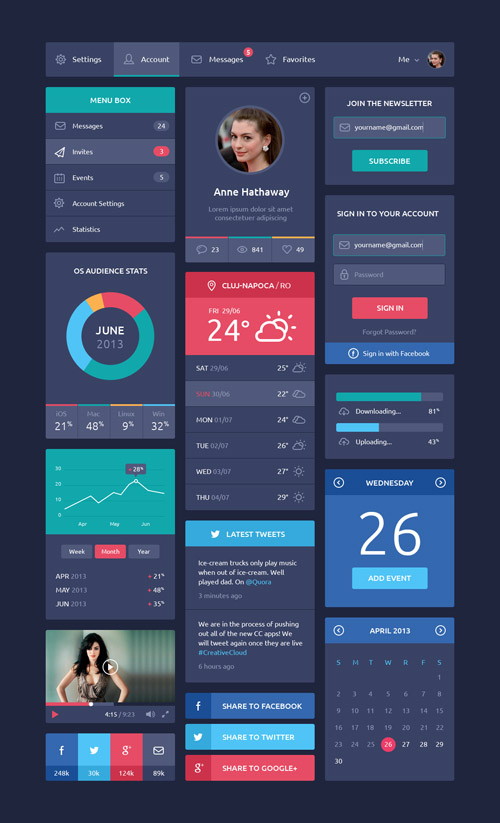 Settings
Account
Messages
5
Favorites
Me
MENU BOX
Messages 24
Invites 3
Events 5
Account Settings
Statistics
OS AUDIENCE STATS
JUNE
2013
iOS Mac Linux Win
21% 48% 9% 32%
30
20
10
0
- 28%
Apr May Jun
Week Month Year
APR 2013 + 21%
MAY 2013 + 48%
JUN 2013 + 35%
4:15 / 9:23
248k 30k 124k 89k
Anne Hathaway
Lorem ipsum dolor sit
consectetuer adipiscing
23 841 49
CLUJ-NAPOCA / RO
FRI 29/06
24°
SAT 29/06 25°
SUN 30/06 22°
MON 01/07 24°
TUE 02/07 26°
WED 03/07 27°
THU 04/07 29°
LATEST TWEETS
Ice-cream trucks only play music
when out of ice-cream. Well
played dad. On @Quora
3 minutes ago
We are in the process of pushing
out all of the new CC apps! We
will tweet again once they are live
#CreativeCloud
6 hours ago
f SHARE TO FACEBOOK
SHARE TO TWITTER
g+ SHARE TO GOOGLE+
JOIN THE NEWSLETTER
yourname@gmail.com
SUBSCRIBE
SIGN IN TO YOUR ACCOUNT
yourname@gmail.com
Password
SIGN IN
Forgot Password?
Sign in with Facebook
Downloading... 81%
Uploading... 43%
WEDNESDAY
26
ADD EVENT
APRIL 2013
S M T W T F S
1
2 3 4 5 6 7 8
9 10 11 12 13 14 15
16 17 18 19 20 21 22
23 24 25 26 27 28 29
30